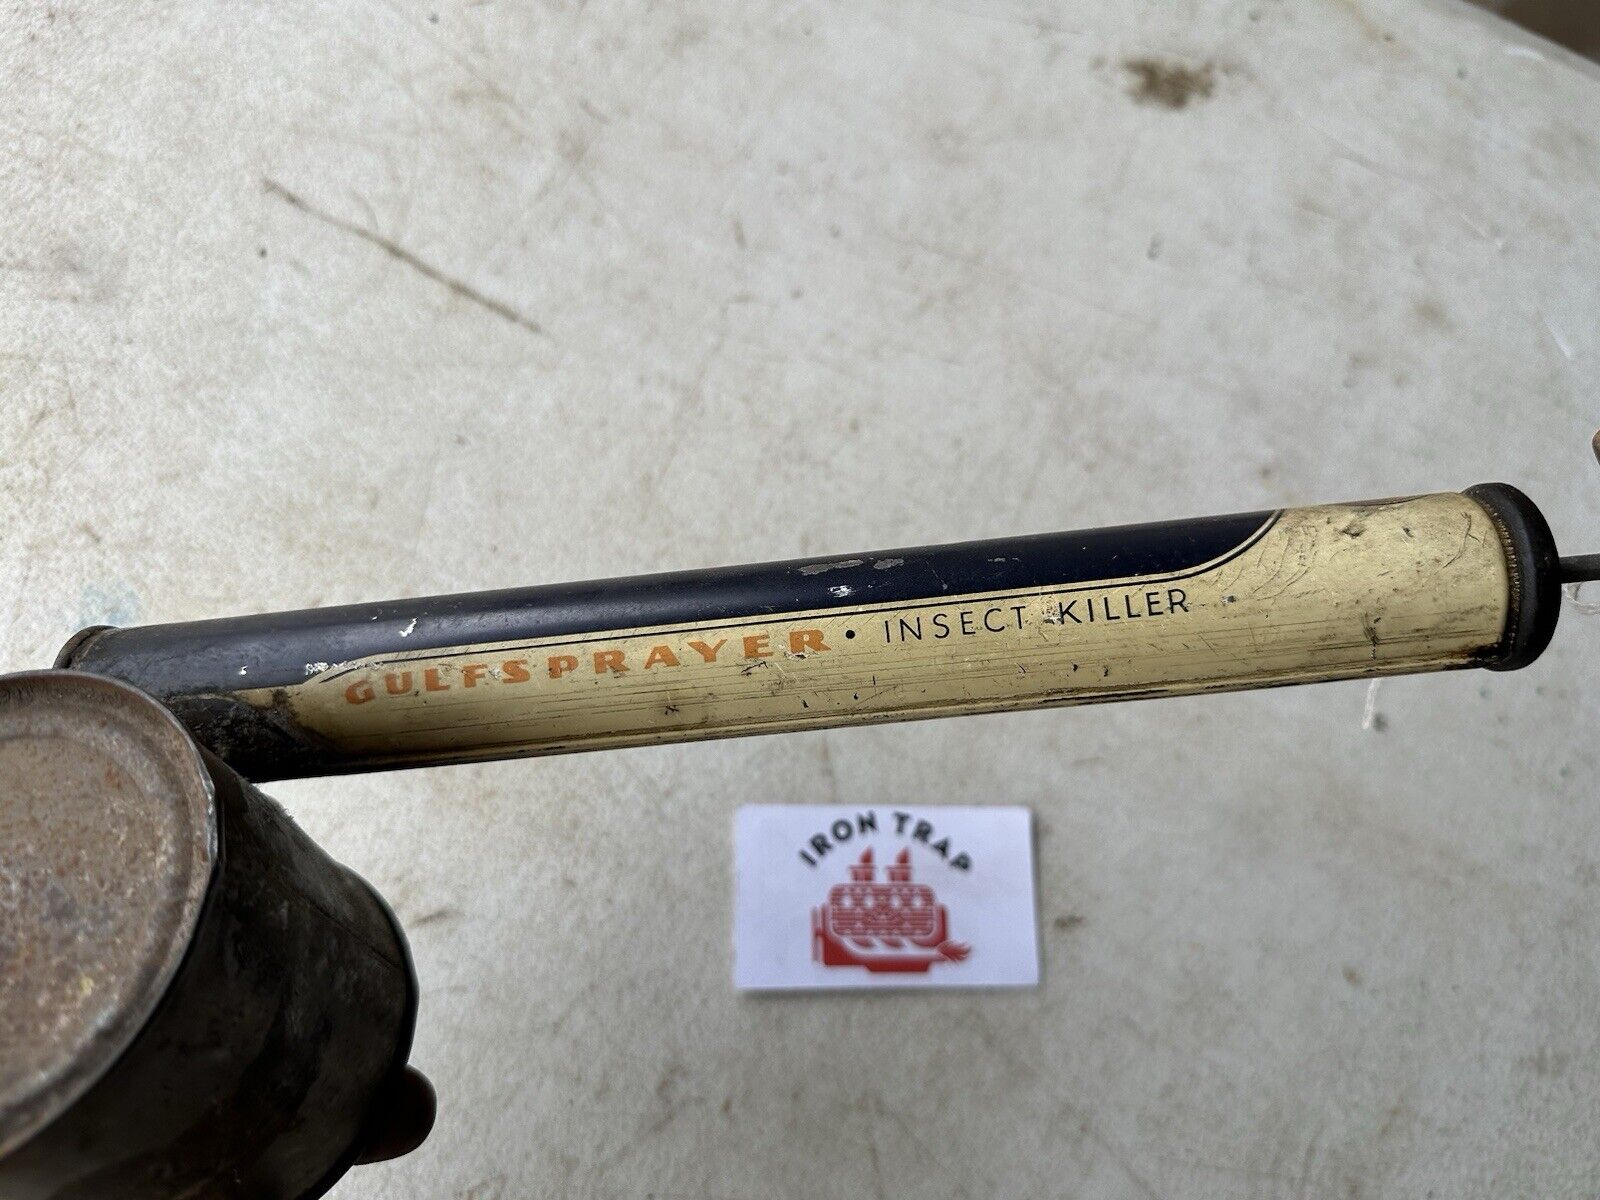 GULFSPRAYER • INSECT KILLER
IRON TRAP